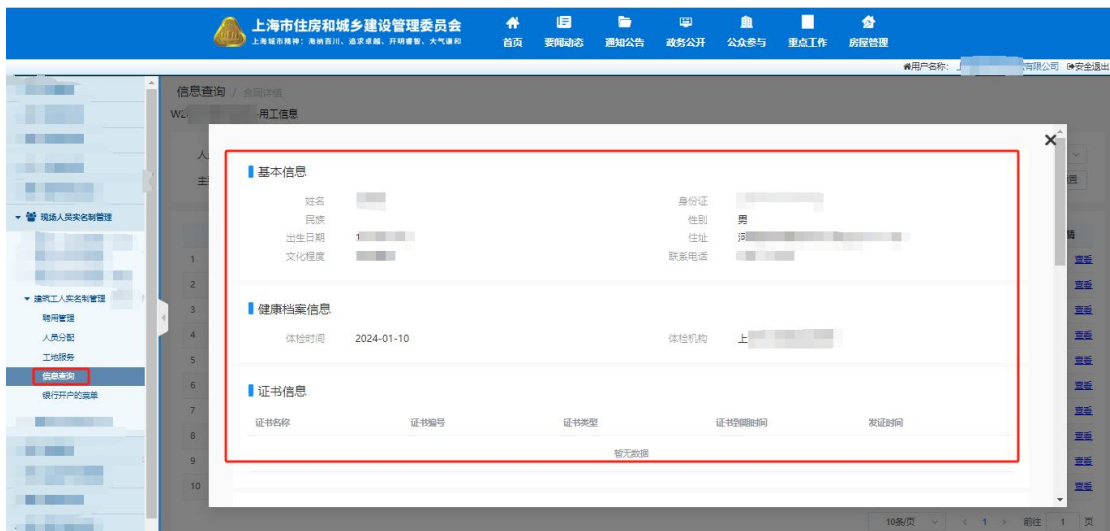 上海市住房和城乡建设管理委员会
上海城市精神：海纳百川、追求卓越、开明睿智、大气谦和
首页 要闻动态 通知公告 政务公开 公众参与 重点工作 房屋管理
用户名称： 有限公司 安全退出
信息查询 / 合同详情
用工信息
现场人员实名制管理
建筑工人实名制管理
聘用管理
人员分配
工地服务
信息查询
银行开户的菜单
基本信息
姓名 身份证
民族 性别 男
出生日期 住址
文化程度 联系电话
健康档案信息
体检时间 2024-01-10 体检机构 上
证书信息
证书名称 证书编号 证书类型 证书到期时间 发证时间
暂无数据
1 查看
2 查看
3 查看
4 查看
5 查看
6 查看
7 查看
8 查看
9 查看
10 查看
10条/页 < 1 > 前往 1 页